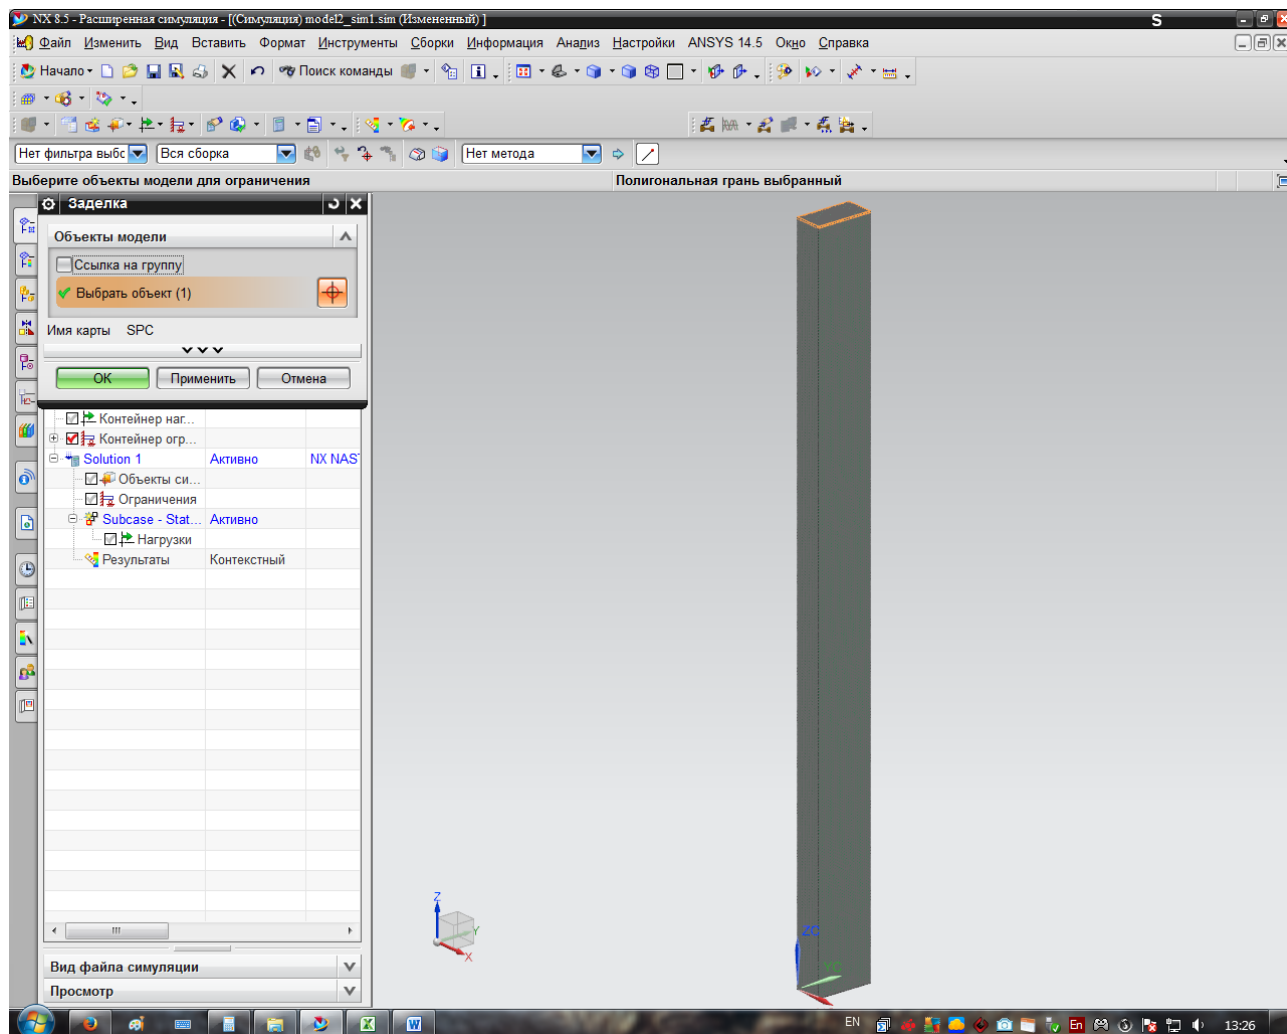 NX 8.5 - Расширенная симуляция - [(Симуляция) model2_sim1.sim (Измененный) ]
S
Файл Изменить Вид Вставить Формат Инструменты Сборки Информация Анализ Настройки ANSYS 14.5 Окно Справка
Начало Поиск команды
Нет фильтра выбс Вся сборка Нет метода
Выберите объекты модели для ограничения Полигональная грань выбранный
Заделка
Объекты модели
Ссылка на группу
Выбрать объект (1)
Имя карты SPC
OK Применить Отмена
Контейнер наг...
Контейнер огр...
Solution 1 Активно NX NAS
Объекты си...
Ограничения
Subcase - Stat... Активно
Нагрузки
Результаты Контекстный
Z
Y
X
ZC
YC
Вид файла симуляции
Просмотр
EN En 13:26